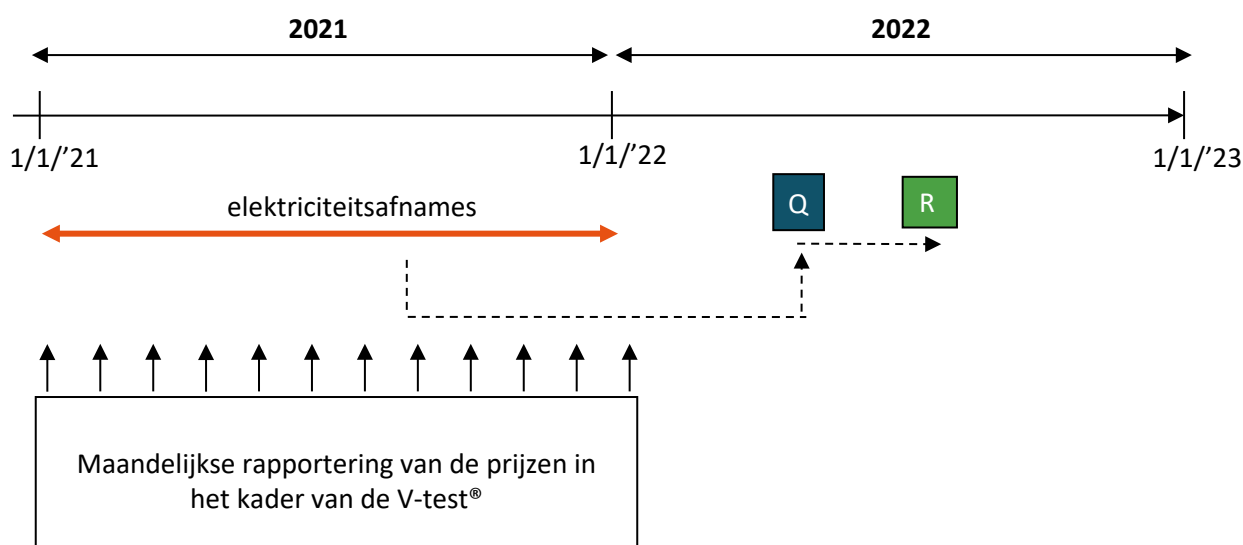 2021
2022
1/1/’21
1/1/’22
1/1/’23
elektriciteitsafnames
Q
R
Maandelijkse rapportering van de prijzen in
het kader van de V-test®